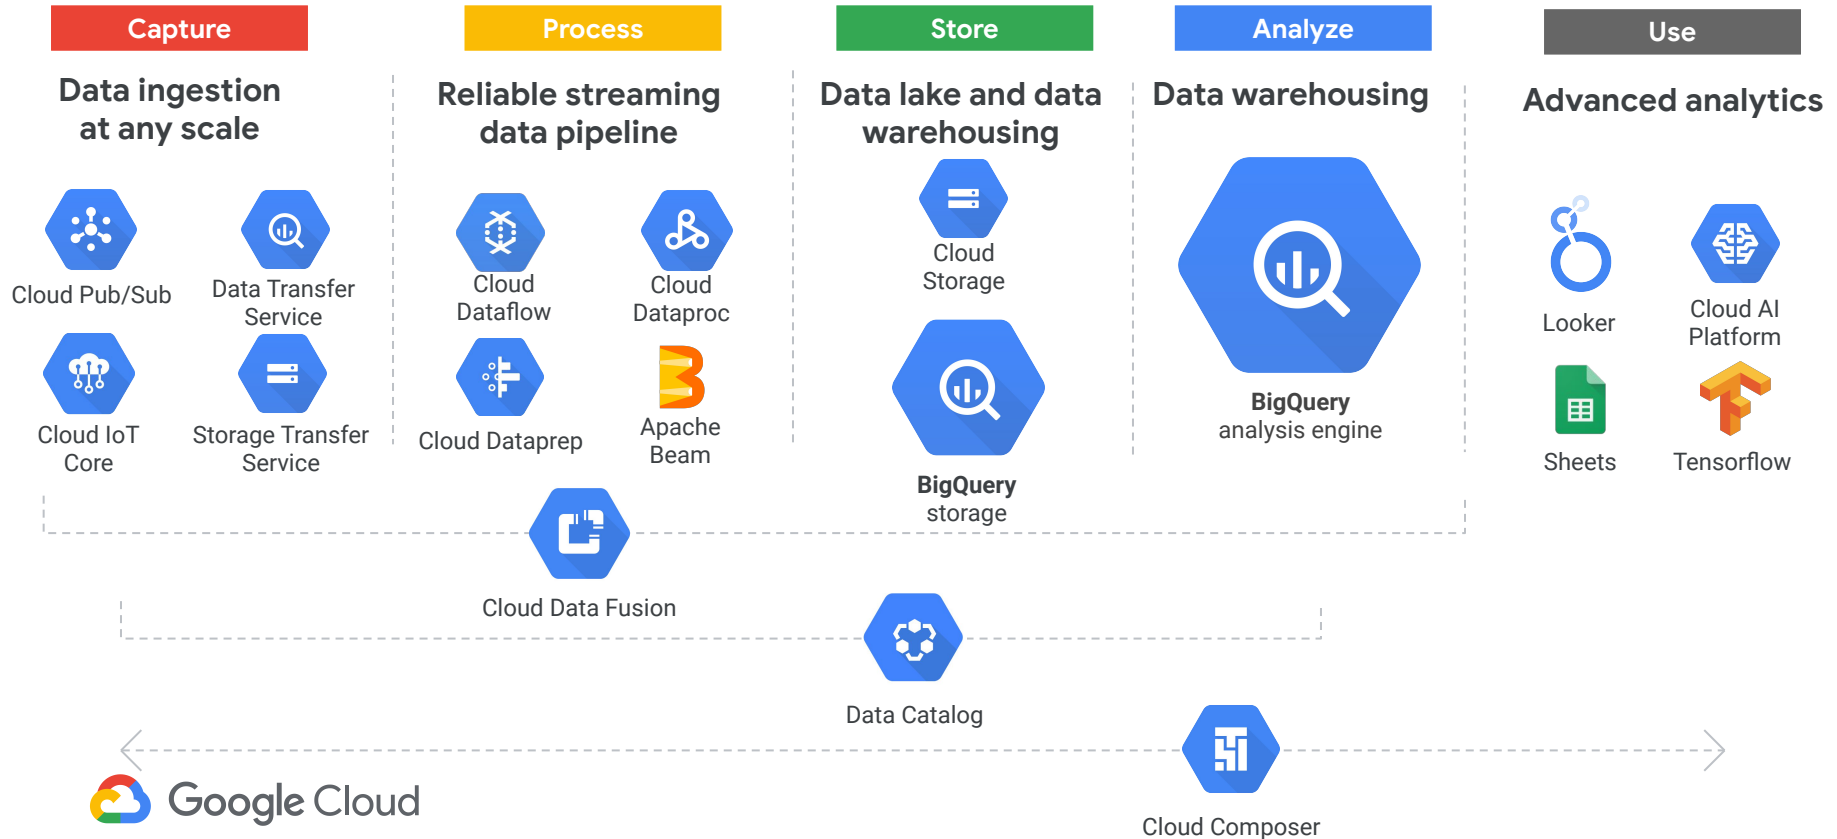 Capture
Process
Store
Analyze
Use
Data ingestion
at any scale
Reliable streaming
data pipeline
Data lake and data
warehousing
Data warehousing
Advanced analytics
Cloud Pub/Sub
Data Transfer
Service
Cloud IoT
Core
Storage Transfer
Service
Cloud
Dataflow
Cloud
Dataproc
Cloud Dataprep
Apache
Beam
Cloud
Storage
BigQuery
storage
BigQuery
analysis engine
Looker
Cloud AI
Platform
Sheets
Tensorflow
Cloud Data Fusion
Data Catalog
Cloud Composer
Google Cloud